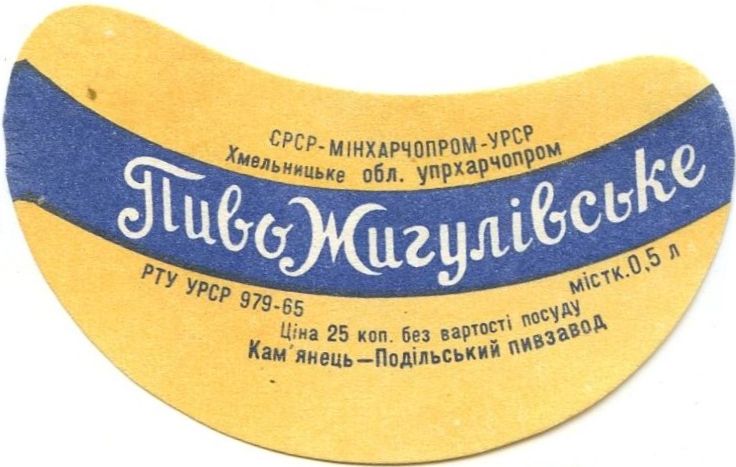 СРСР-МІНХАРЧОПРОМ-УРСР
Хмельницьке обл. упрхарчопром
Пиво Жигулівське
РТУ УРСР 979-65
містк.0,5 л
Ціна 25 коп. без вартості посуду
Кам'янець—Подільський пивзавод